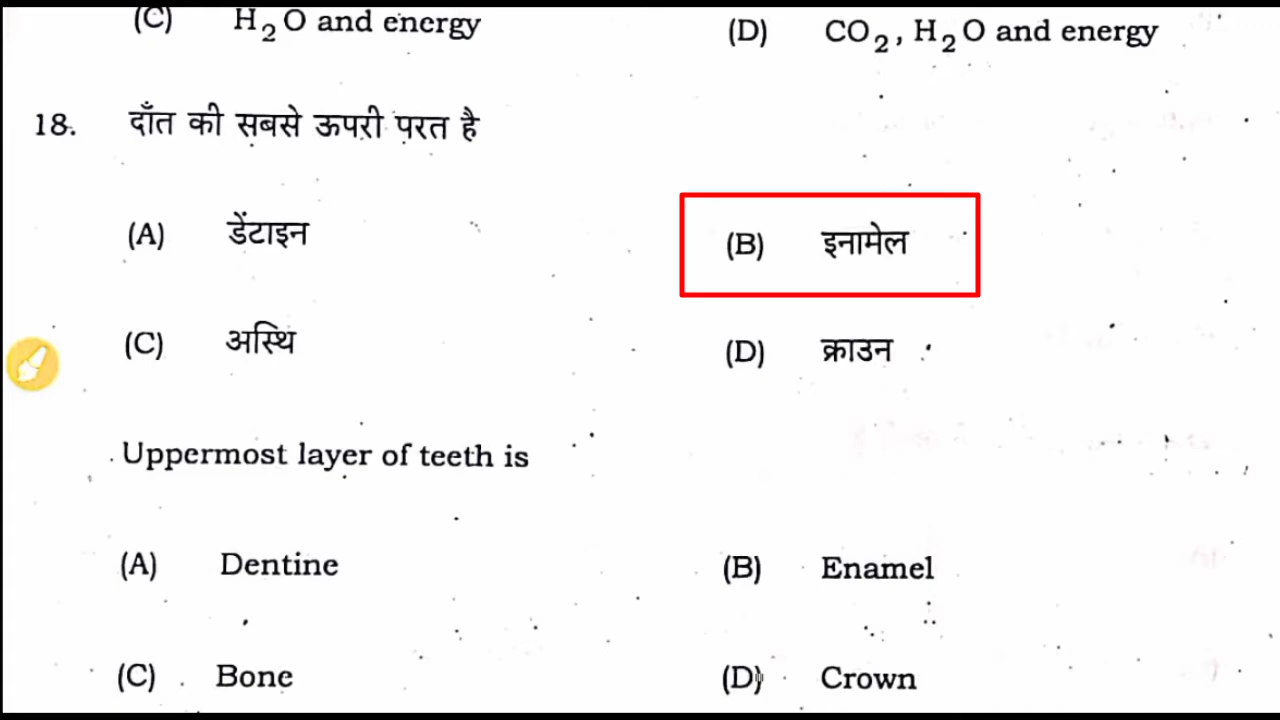 (C) H₂O and energy (D) CO₂, H₂O and energy
18. दाँत की सबसे ऊपरी परत है
(A) डेंटाइन (B) इनामेल
(C) अस्थि (D) क्राउन
Uppermost layer of teeth is
(A) Dentine (B) Enamel
(C) Bone (D) Crown